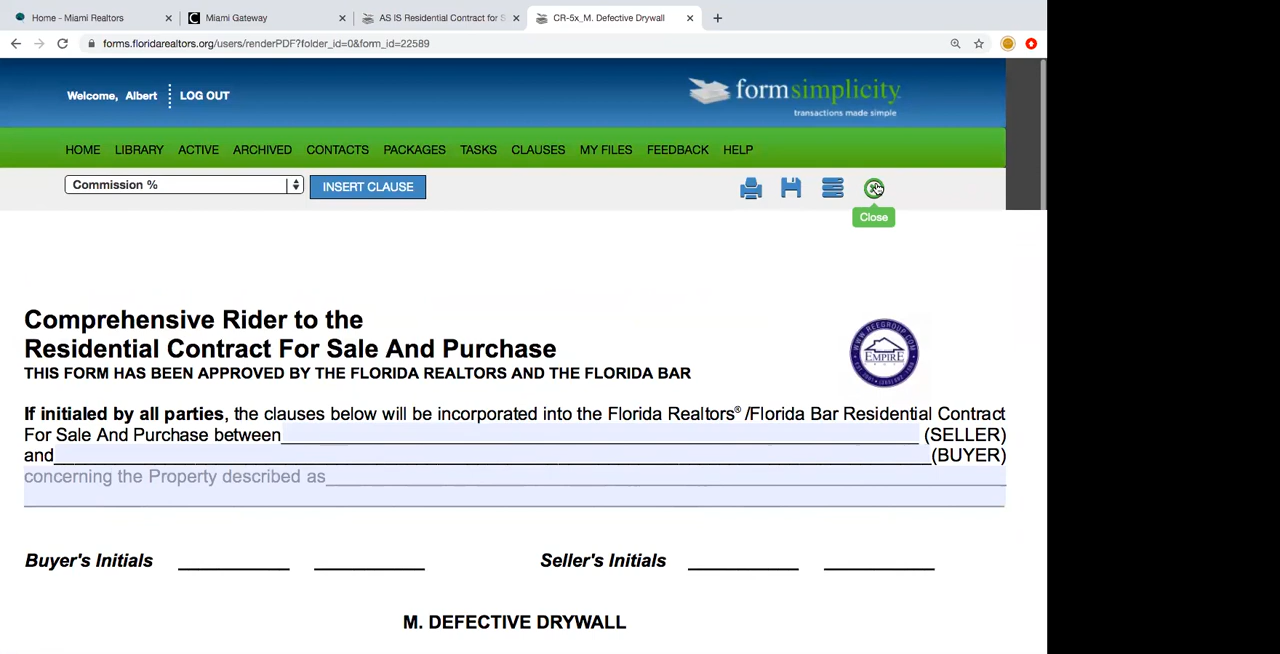 Home - Miami Realtors
Miami Gateway
AS IS Residential Contract for S
CR-5x_M. Defective Drywall
forms.floridarealtors.org/users/renderPDF?folder_id=0&form_id=22589
Welcome, Albert LOG OUT
formsimplicity
transactions made simple
HOME LIBRARY ACTIVE ARCHIVED CONTACTS PACKAGES TASKS CLAUSES MY FILES FEEDBACK HELP
Commission % INSERT CLAUSE
Close
Comprehensive Rider to the
Residential Contract For Sale And Purchase
THIS FORM HAS BEEN APPROVED BY THE FLORIDA REALTORS AND THE FLORIDA BAR
WWW.REEGROUP.COM
EMPIRE
If initialed by all parties, the clauses below will be incorporated into the Florida Realtors®/Florida Bar Residential Contract
For Sale And Purchase between (SELLER)
and (BUYER)
concerning the Property described as
Buyer's Initials Seller's Initials
M. DEFECTIVE DRYWALL